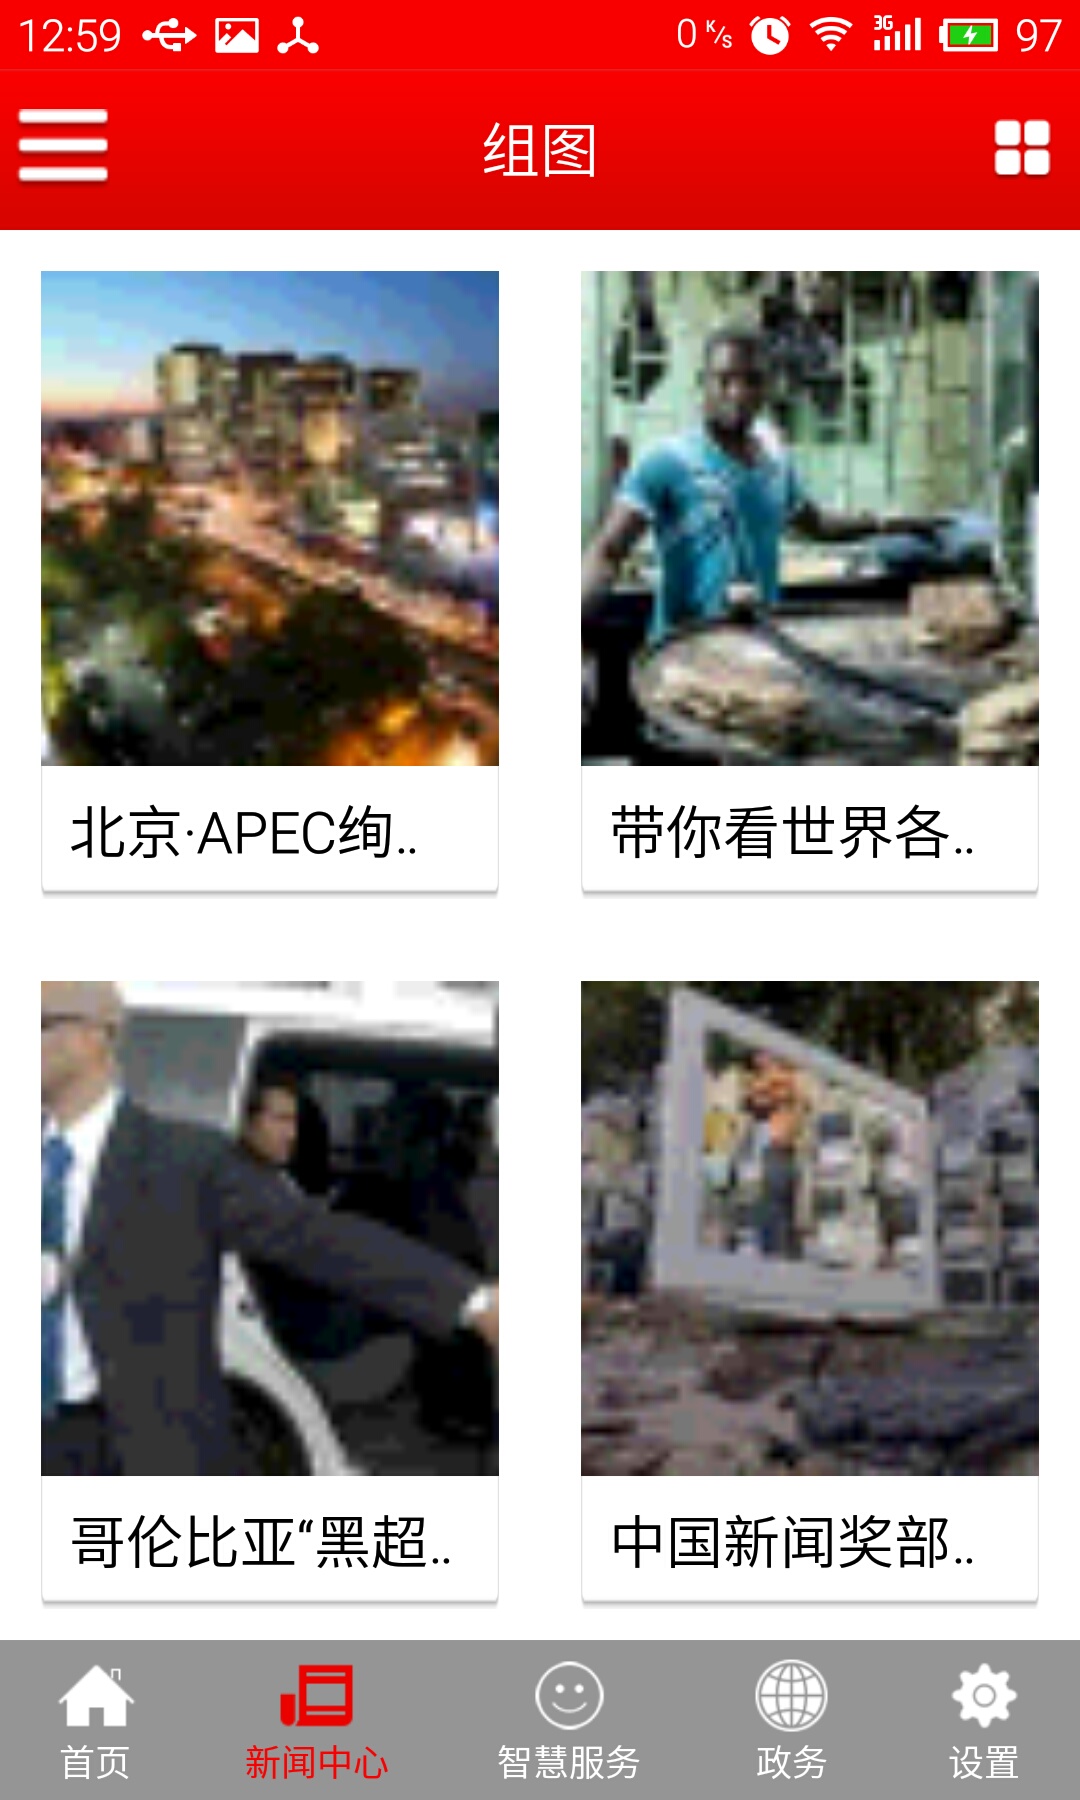 12:59 0 K/s 3G 97
组图
北京·APEC绚..
带你看世界各..
哥伦比亚“黑超..
中国新闻奖部..
首页 新闻中心 智慧服务 政务 设置